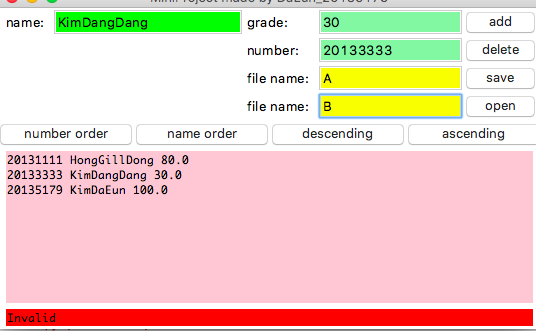 name: KimDangDang grade: 30 add
number: 20133333 delete
file name: A save
file name: B open
number order name order descending ascending
20131111 HongGillDong 80.0
20133333 KimDangDang 30.0
20135179 KimDaEun 100.0
Invalid